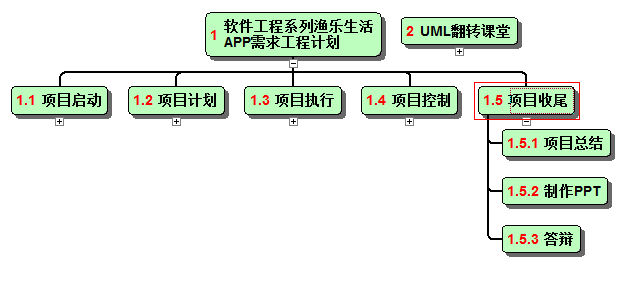 1 软件工程系列渔乐生活
APP需求工程计划
2 UML翻转课堂
1.1 项目启动
1.2 项目计划
1.3 项目执行
1.4 项目控制
1.5 项目收尾
1.5.1 项目总结
1.5.2 制作PPT
1.5.3 答辩